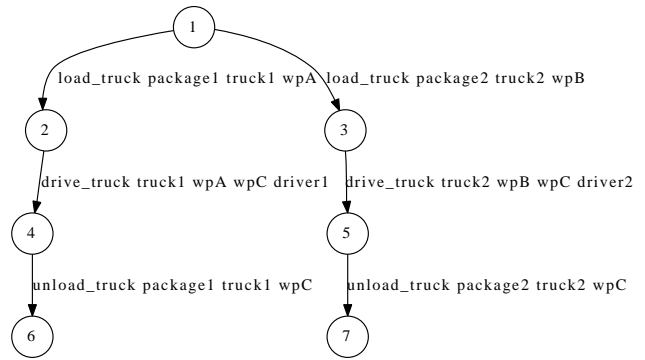 1
load_truck package1 truck1 wpA load_truck package2 truck2 wpB
2 3
drive_truck truck1 wpA wpC driver1 drive_truck truck2 wpB wpC driver2
4 5
unload_truck package1 truck1 wpC unload_truck package2 truck2 wpC
6 7